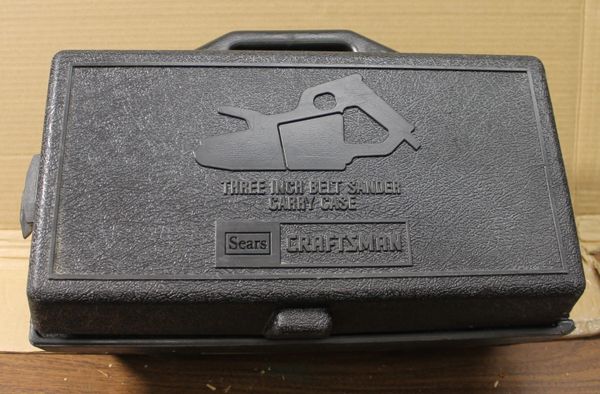 THREE INCH BELT SANDER
CARRY CASE
Sears CRAFTSMAN